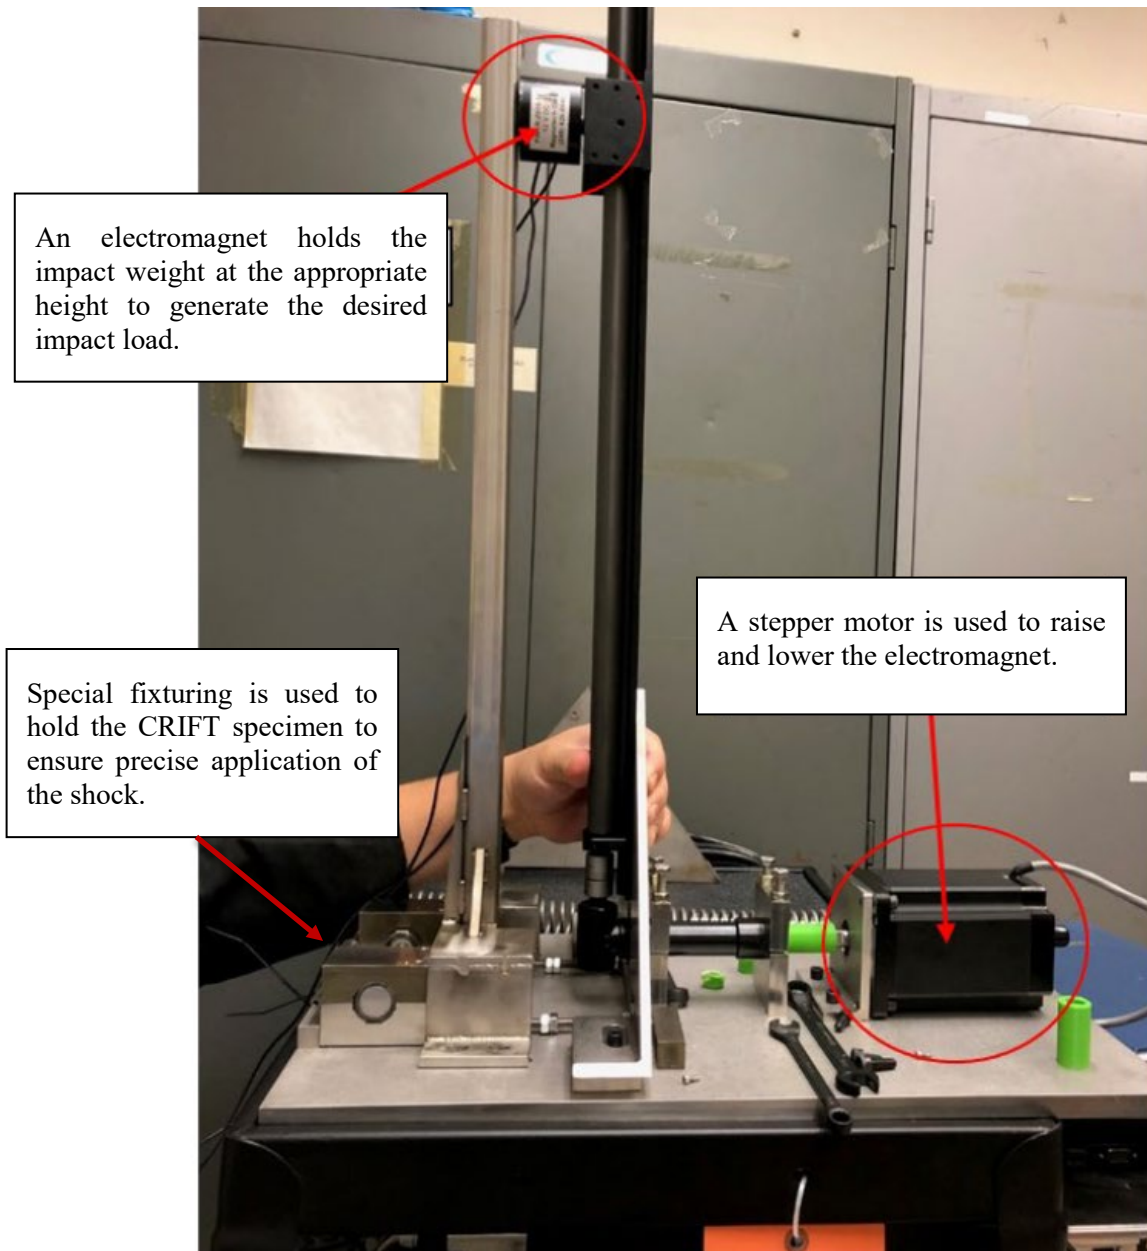 An electromagnet holds the
impact weight at the appropriate
height to generate the desired
impact load.
A stepper motor is used to raise
and lower the electromagnet.
Special fixturing is used to
hold the CRIFT specimen to
ensure precise application of
the shock.